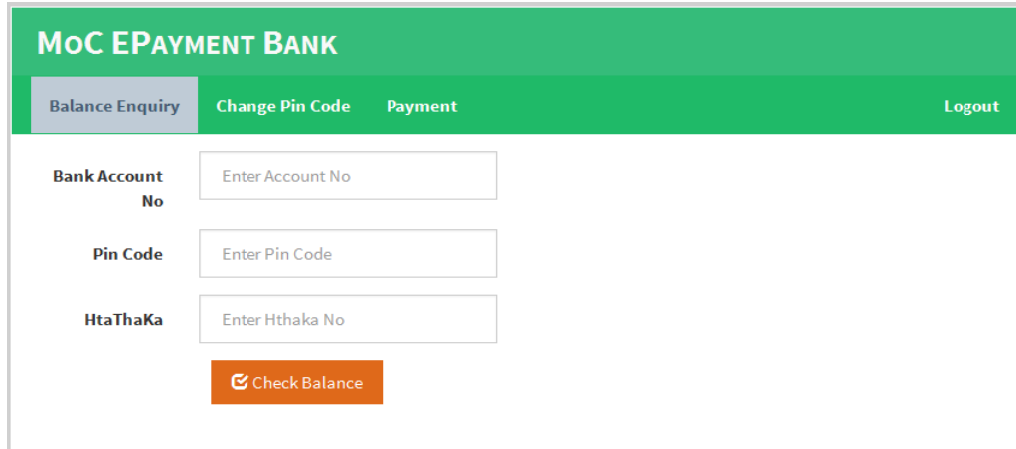 MoC EPayment Bank
Balance Enquiry Change Pin Code Payment Logout
Bank Account
No
Enter Account No
Pin Code Enter Pin Code
HtaThaKa Enter Hthaka No
Check Balance